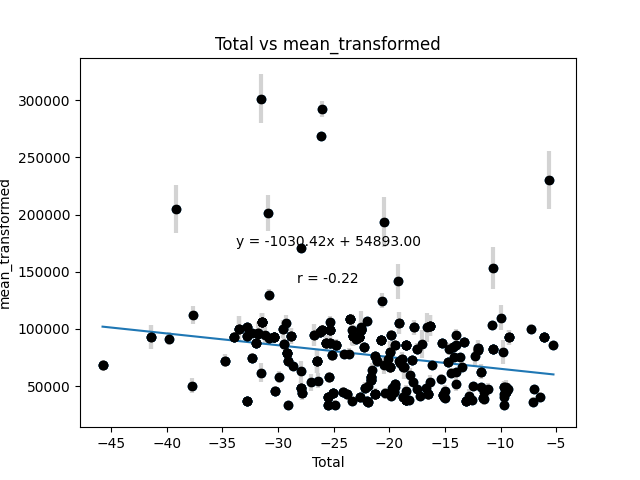 Total vs mean_transformed
mean_transformed
300000
250000
200000
150000
100000
50000
y = -1030.42x + 54893.00
r = -0.22
−45 −40 −35 −30 −25 −20 −15 −10 −5
Total